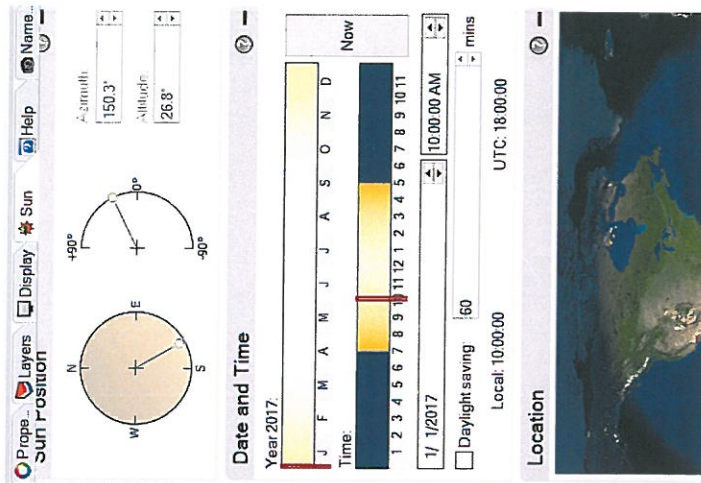 Prope... Layers Display Sun Help Name...
Sun Position
N
W E
S
+90°
0°
-90°
Azimuth
150.3°
Altitude
26.8°
Date and Time
Year 2017:
J F M A M J J A S O N D
Now
Time:
1 2 3 4 5 6 7 8 9 10 11 12 1 2 3 4 5 6 7 8 9 10 11
1/ 1/2017 10:00:00 AM
Daylight saving: 60 mins
Local: 10:00:00 UTC: 18:00:00
Location